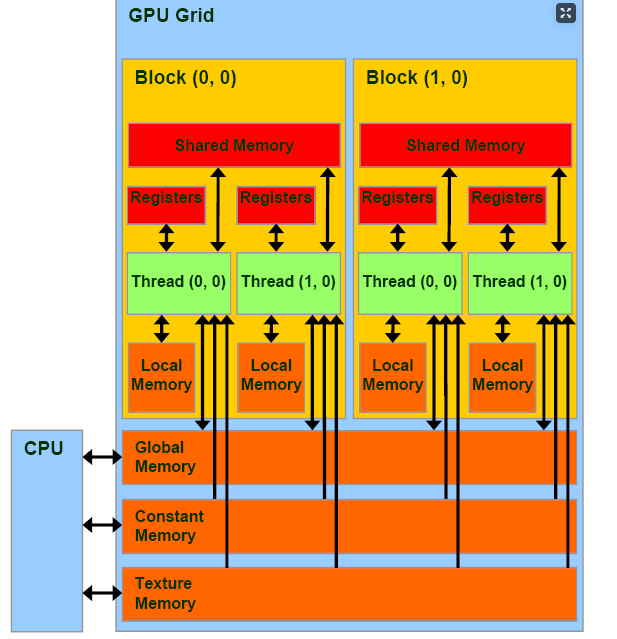 GPU Grid
Block (0, 0)
Block (1, 0)
Shared Memory
Shared Memory
Registers
Registers
Registers
Registers
Thread (0, 0)
Thread (1, 0)
Thread (0, 0)
Thread (1, 0)
Local
Memory
Local
Memory
Local
Memory
Local
Memory
CPU
Global
Memory
Constant
Memory
Texture
Memory